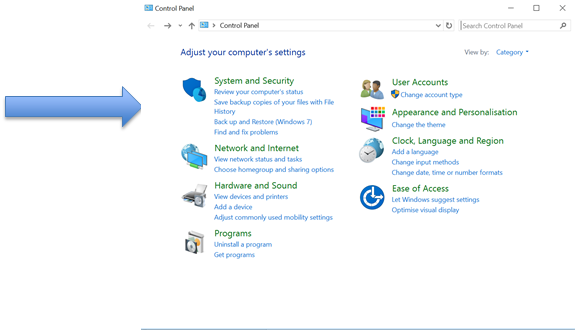 Control Panel
Control Panel
Search Control Panel
Adjust your computer's settings
View by: Category
System and Security
Review your computer's status
Save backup copies of your files with File
History
Back up and Restore (Windows 7)
Find and fix problems
Network and Internet
View network status and tasks
Choose homegroup and sharing options
Hardware and Sound
View devices and printers
Add a device
Adjust commonly used mobility settings
Programs
Uninstall a program
Get programs
User Accounts
Change account type
Appearance and Personalisation
Change the theme
Clock, Language and Region
Add a language
Change input methods
Change date, time or number formats
Ease of Access
Let Windows suggest settings
Optimise visual display